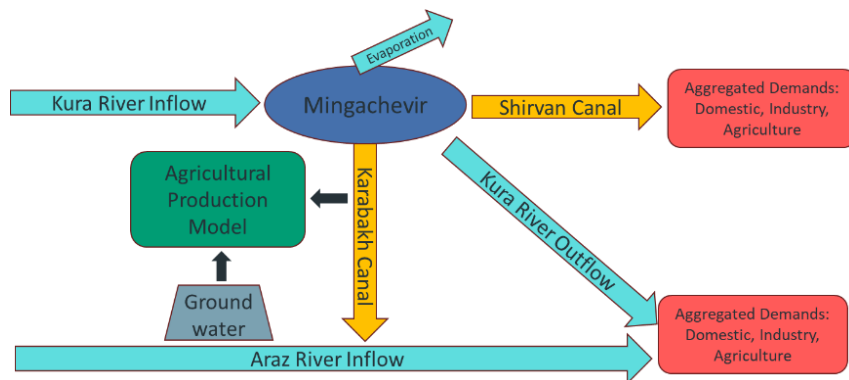 Evaporation
Kura River Inflow
Mingachevir
Shirvan Canal
Aggregated Demands:
Domestic, Industry,
Agriculture
Agricultural
Production
Model
Karabakh Canal
Kura River Outflow
Ground
water
Araz River Inflow
Aggregated Demands:
Domestic, Industry,
Agriculture